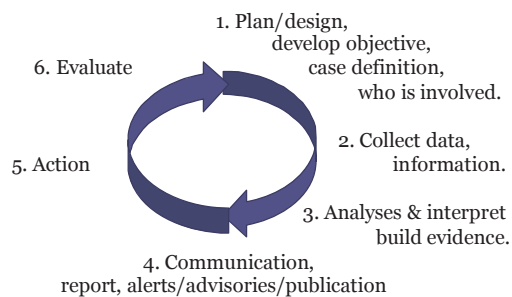 1. Plan/design,
develop objective,
case definition,
who is involved.
2. Collect data,
information.
3. Analyses & interpret
build evidence.
4. Communication,
report, alerts/advisories/publication
5. Action
6. Evaluate